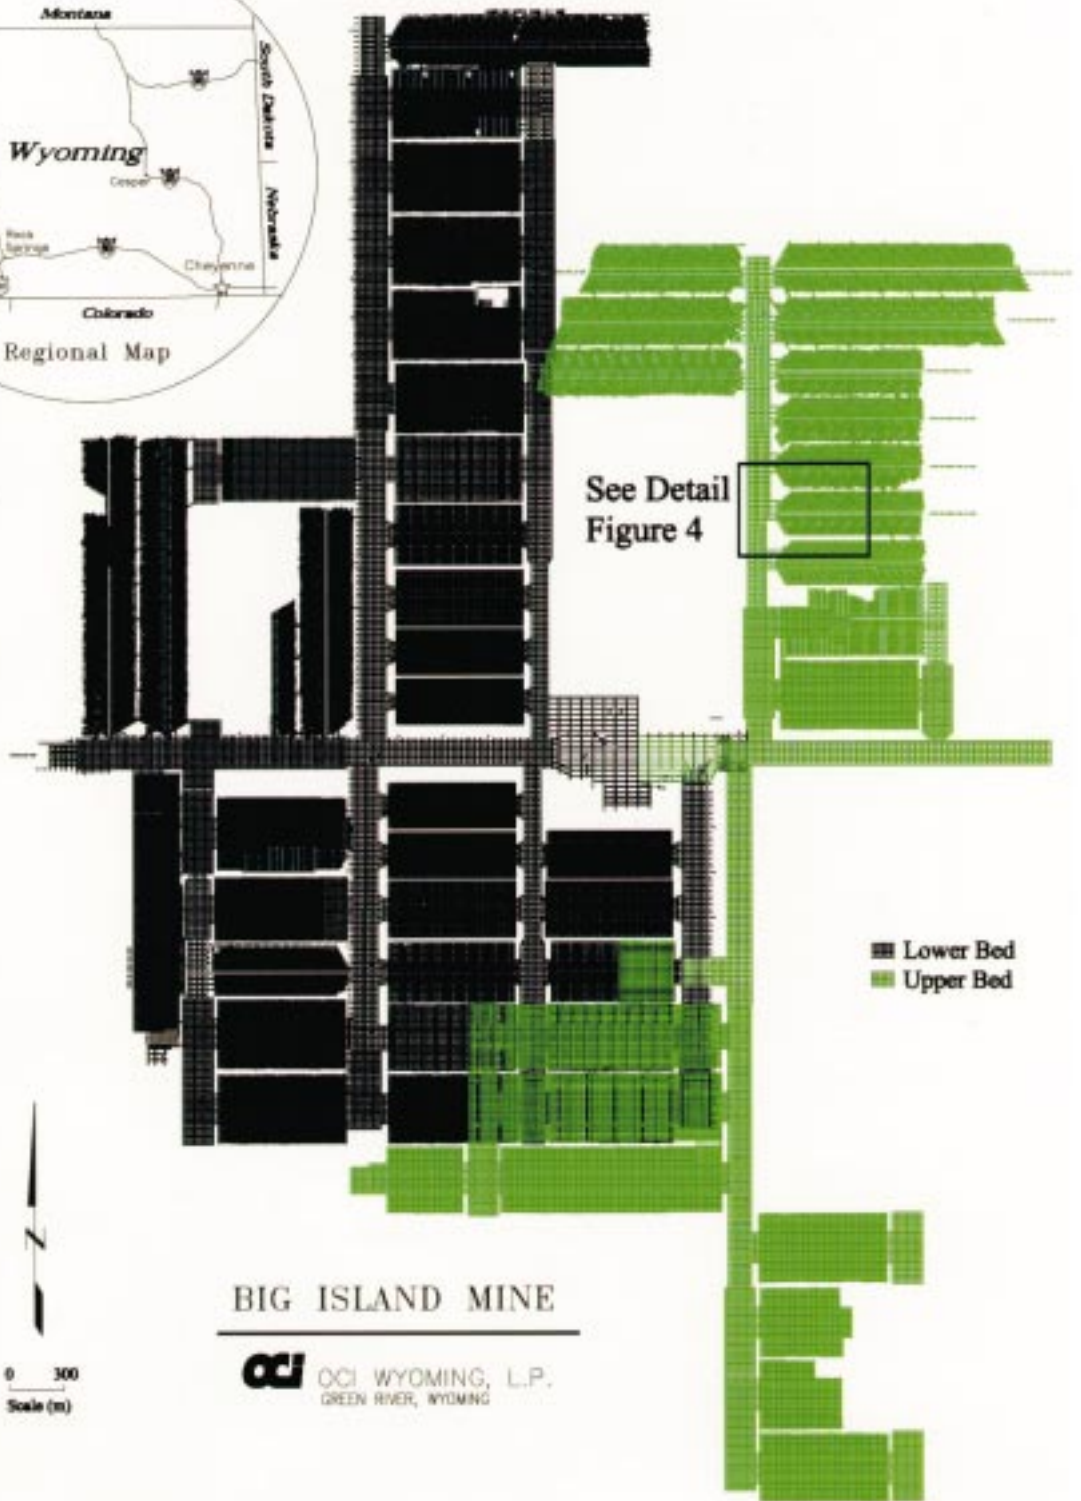 Montana
South Dakota
Wyoming
Casper
Nebraska
Rock
Springs
Cheyenne
Colorado
Regional Map
See Detail
Figure 4
Lower Bed
Upper Bed
N
BIG ISLAND MINE
OCI OCI WYOMING, L.P.
GREEN RIVER, WYOMING
0 300
Scale (m)